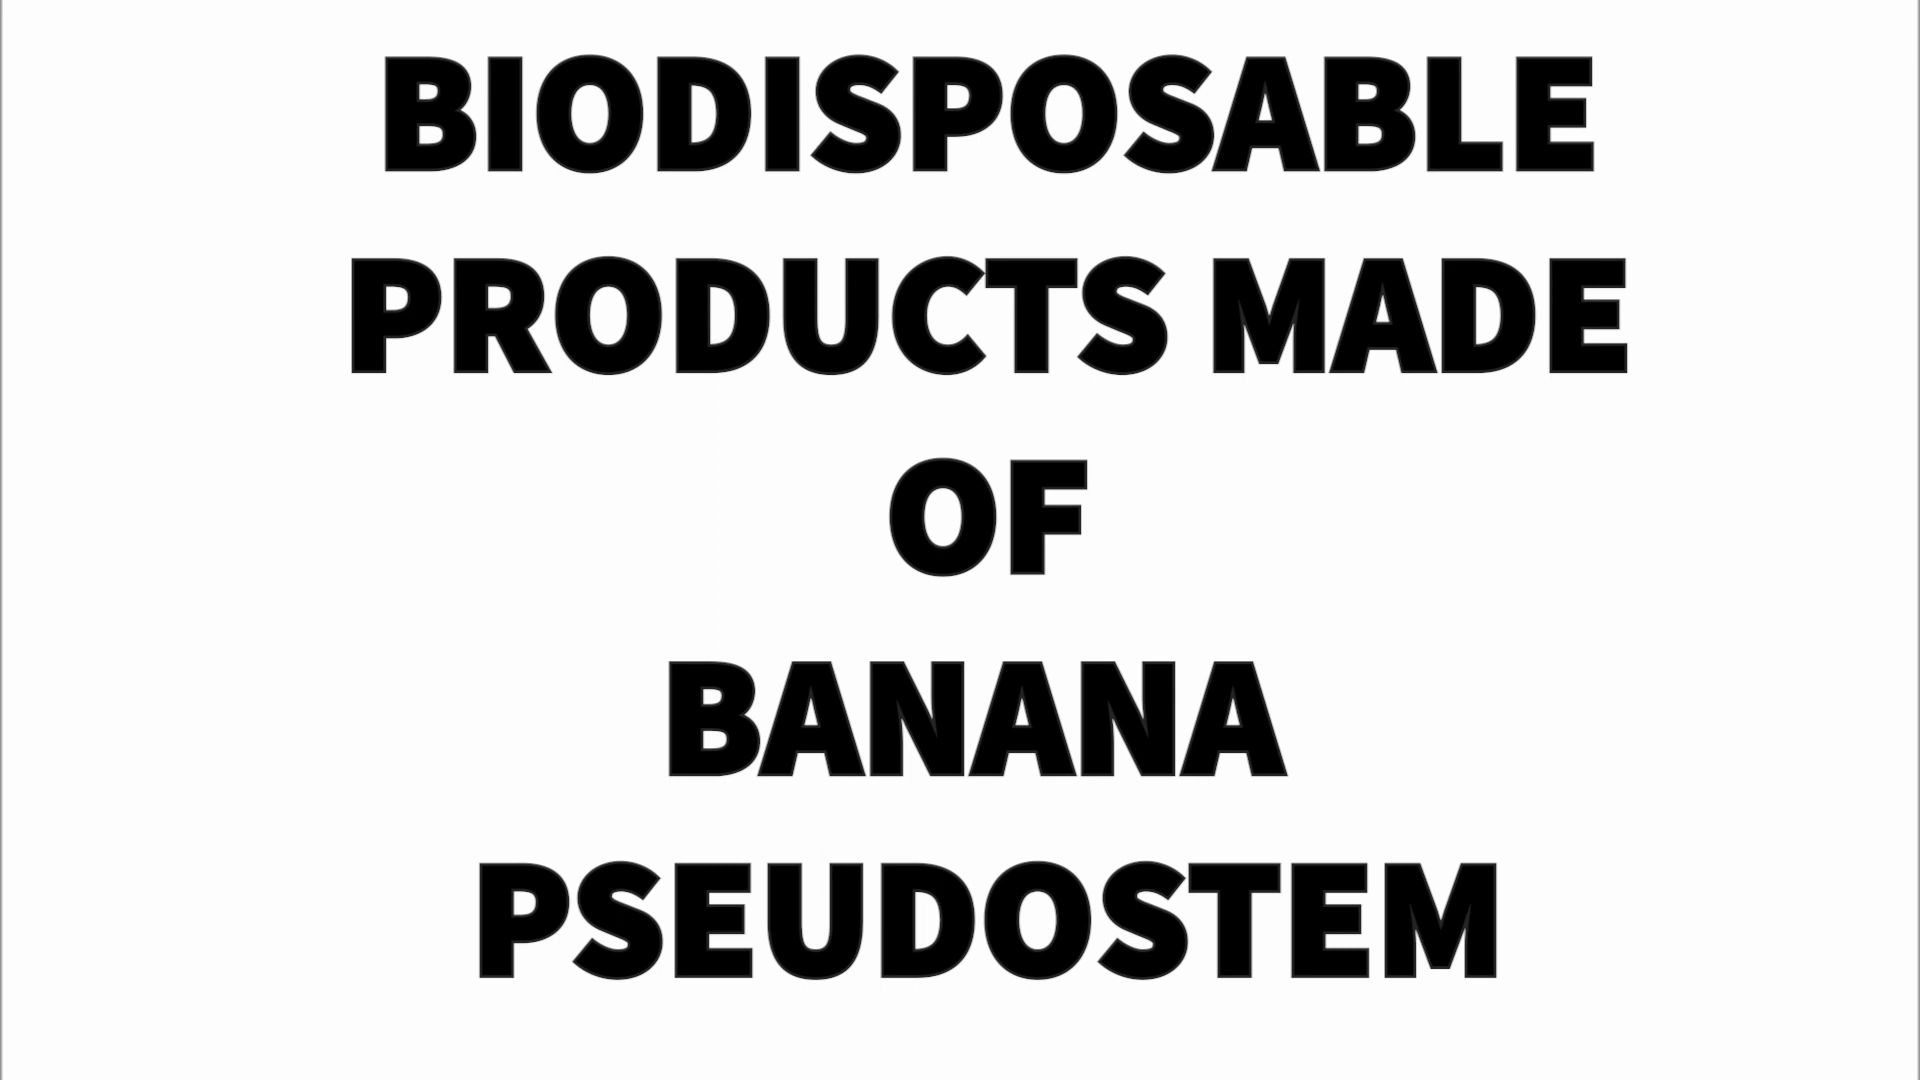 BIODISPOSABLE
PRODUCTS MADE
OF
BANANA
PSEUDOSTEM